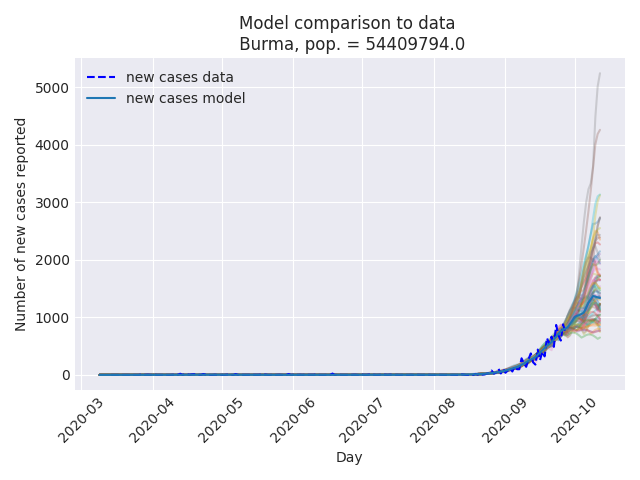 Model comparison to data
Burma, pop. = 54409794.0
new cases data
new cases model
Number of new cases reported
5000
4000
3000
2000
1000
0
2020-03
2020-04
2020-05
2020-06
2020-07
2020-08
2020-09
2020-10
Day